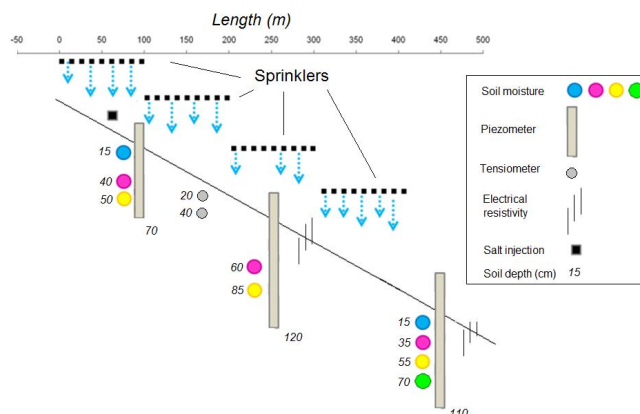 Length (m)
-50 0 50 100 150 200 250 300 350 400 450 500
Sprinklers
Soil moisture
Piezometer
Tensiometer
Electrical
resistivity
Salt injection
Soil depth (cm) 15
15
40
50
70
20
40
60
85
120
15
35
55
70
110